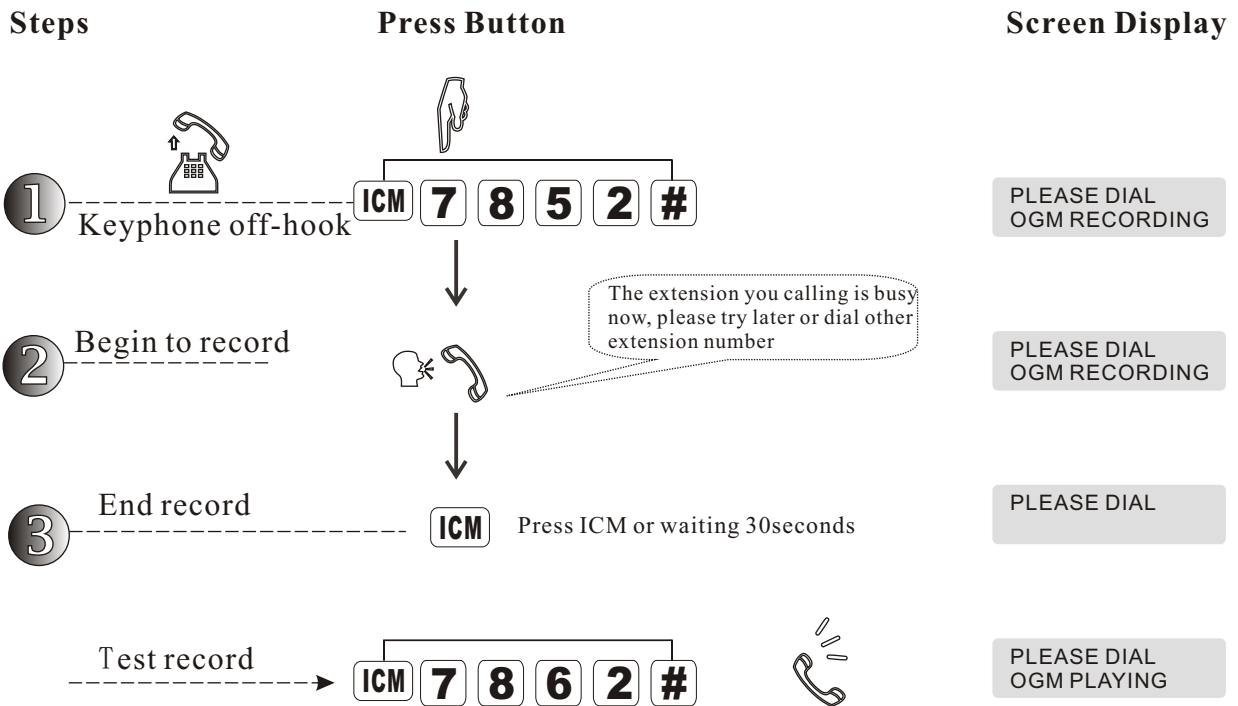 Steps Press Button Screen Display
1 Keyphone off-hook ICM 7 8 5 2 # PLEASE DIAL
OGM RECORDING
The extension you calling is busy
now, please try later or dial other
extension number
2 Begin to record PLEASE DIAL
OGM RECORDING
3 End record ICM Press ICM or waiting 30seconds PLEASE DIAL
Test record ICM 7 8 6 2 # PLEASE DIAL
OGM PLAYING